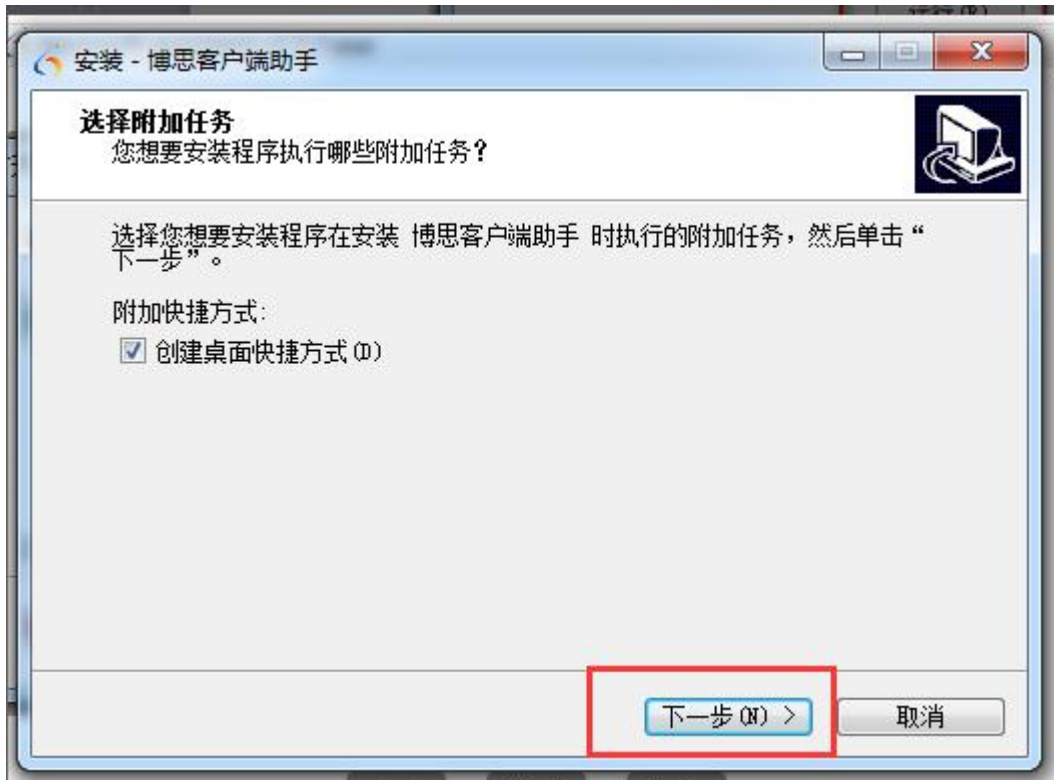 运行(R)
安装 - 博思客户端助手
选择附加任务
您想要安装程序执行哪些附加任务?
选择您想要安装程序在安装 博思客户端助手 时执行的附加任务，然后单击“
下一步”。
附加快捷方式:
创建桌面快捷方式(D)
下一步(N) >
取消